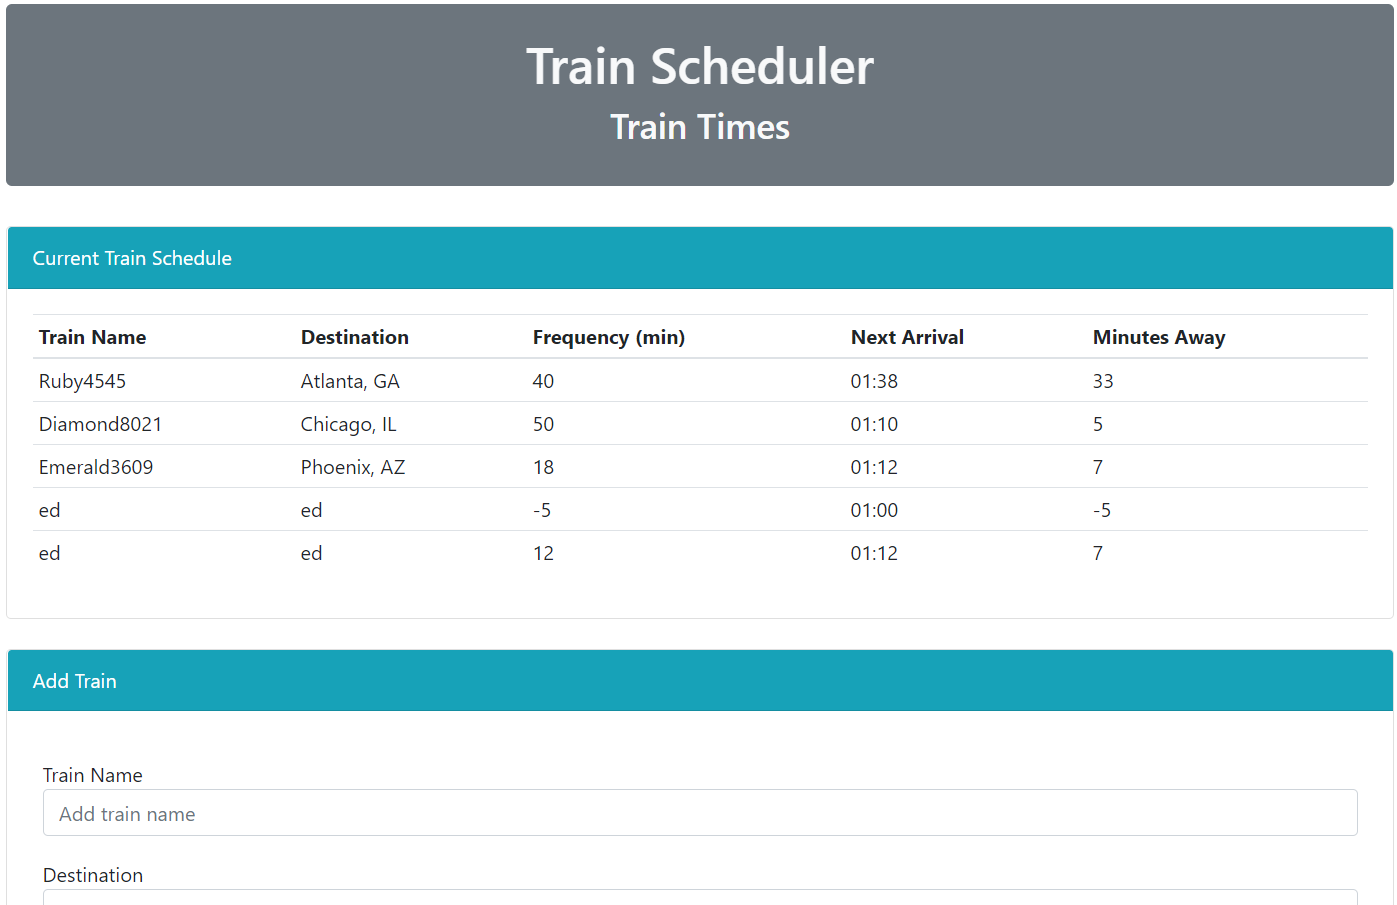 Train Scheduler
Train Times
Current Train Schedule
Train Name Destination Frequency (min) Next Arrival Minutes Away
Ruby4545 Atlanta, GA 40 01:38 33
Diamond8021 Chicago, IL 50 01:10 5
Emerald3609 Phoenix, AZ 18 01:12 7
ed ed -5 01:00 -5
ed ed 12 01:12 7
Add Train
Train Name
Add train name
Destination